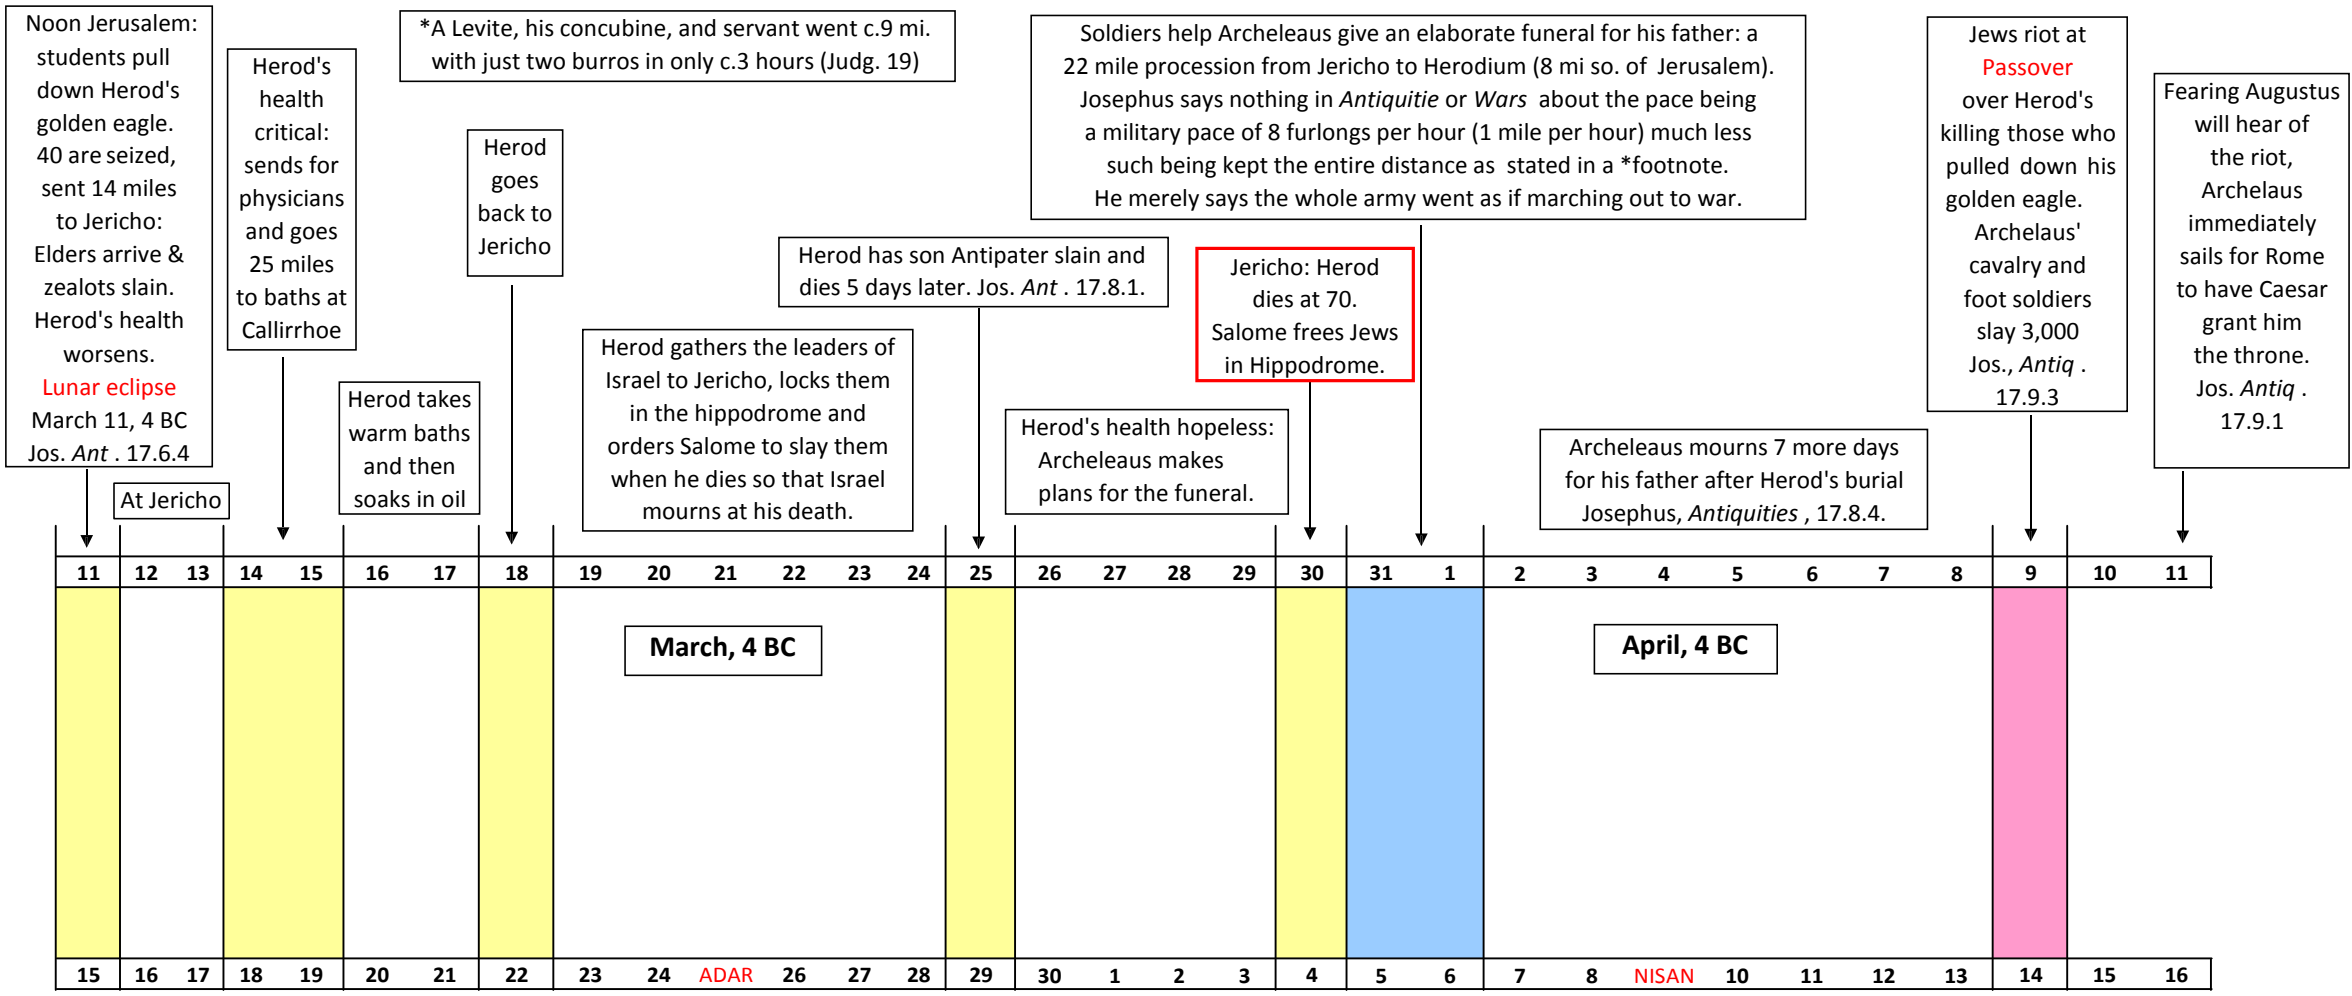 Noon Jerusalem:
students pull
down Herod's
golden eagle.
40 are seized,
sent 14 miles
to Jericho:
Elders arrive &
zealots slain.
Herod's health
worsens.
Lunar eclipse
March 11, 4 BC
Jos. Ant . 17.6.4
At Jericho
Herod's
health
critical:
sends for
physicians
and goes
25 miles
to baths at
Callirrhoe
*A Levite, his concubine, and servant went c.9 mi.
with just two burros in only c.3 hours (Judg. 19)
Herod takes
warm baths
and then
soaks in oil
Herod
goes
back to
Jericho
Herod gathers the leaders of
Israel to Jericho, locks them
in the hippodrome and
orders Salome to slay them
when he dies so that Israel
mourns at his death.
Herod has son Antipater slain and
dies 5 days later. Jos. Ant . 17.8.1.
Herod's health hopeless:
Archeleaus makes
plans for the funeral.
Soldiers help Archeleaus give an elaborate funeral for his father: a
22 mile procession from Jericho to Herodium (8 mi so. of Jerusalem).
Josephus says nothing in Antiquitie or Wars about the pace being
a military pace of 8 furlongs per hour (1 mile per hour) much less
such being kept the entire distance as stated in a *footnote.
He merely says the whole army went as if marching out to war.
Jericho: Herod
dies at 70.
Salome frees Jews
in Hippodrome.
Archeleaus mourns 7 more days
for his father after Herod's burial
Josephus, Antiquities , 17.8.4.
Jews riot at
Passover
over Herod's
killing those who
pulled down his
golden eagle.
Archelaus'
cavalry and
foot soldiers
slay 3,000
Jos., Antiq .
17.9.3
Fearing Augustus
will hear of
the riot,
Archelaus
immediately
sails for Rome
to have Caesar
grant him
the throne.
Jos. Antiq .
17.9.1
11 12 13 14 15 16 17 18 19 20 21 22 23 24 25 26 27 28 29 30 31 1 2 3 4 5 6 7 8 9 10 11
March, 4 BC
April, 4 BC
15 16 17 18 19 20 21 22 23 24 ADAR 26 27 28 29 30 1 2 3 4 5 6 7 8 NISAN 10 11 12 13 14 15 16